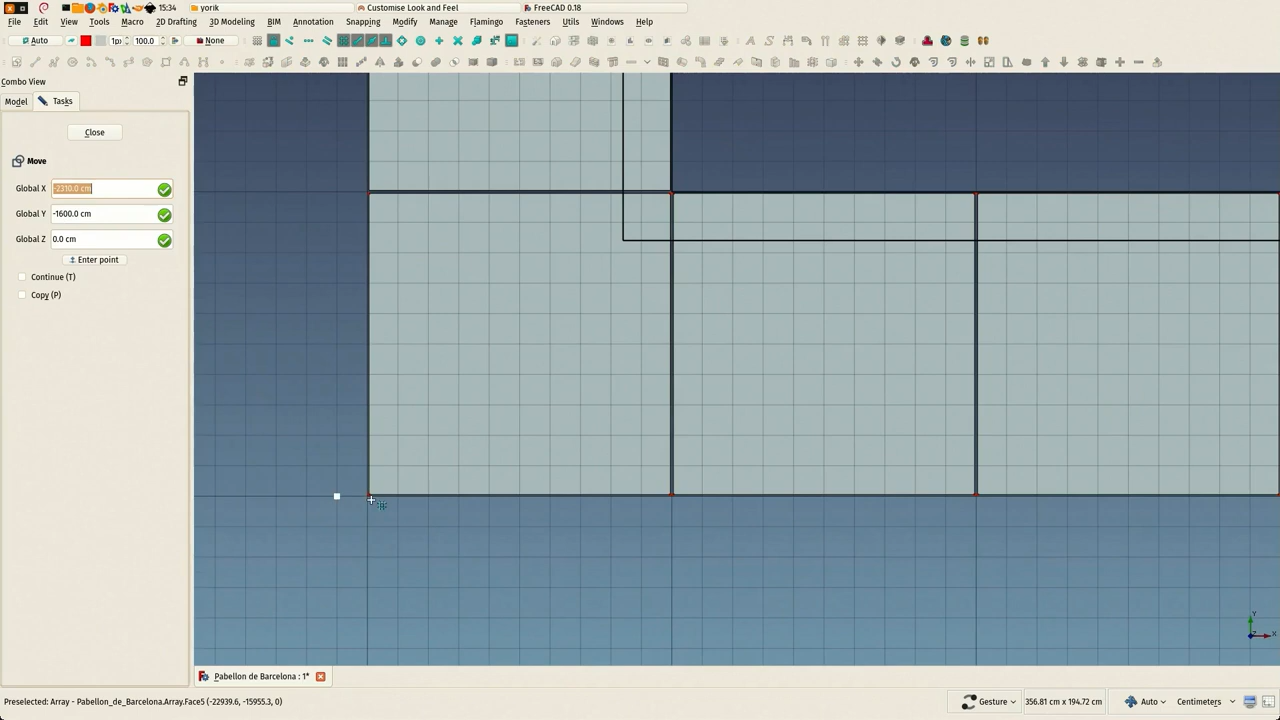 15:34
yorik
Customise Look and Feel
FreeCAD 0.18
File Edit View Tools Macro 2D Drafting 3D Modeling BIM Annotation Snapping Modify Manage Flamingo Fasteners Utils Windows Help
Auto 1px 100.0 None
Combo View
Model Tasks
Close
Move
Global X -2310.0 cm
Global Y -1600.0 cm
Global Z 0.0 cm
Enter point
Continue (T)
Copy (P)
Y
Z X
Pabellon de Barcelona : 1*
Preselected: Array - Pabellon_de_Barcelona.Array.Face5 (-22939.6, -15955.3, 0) Gesture 356.81 cm x 194.72 cm Auto Centimeters